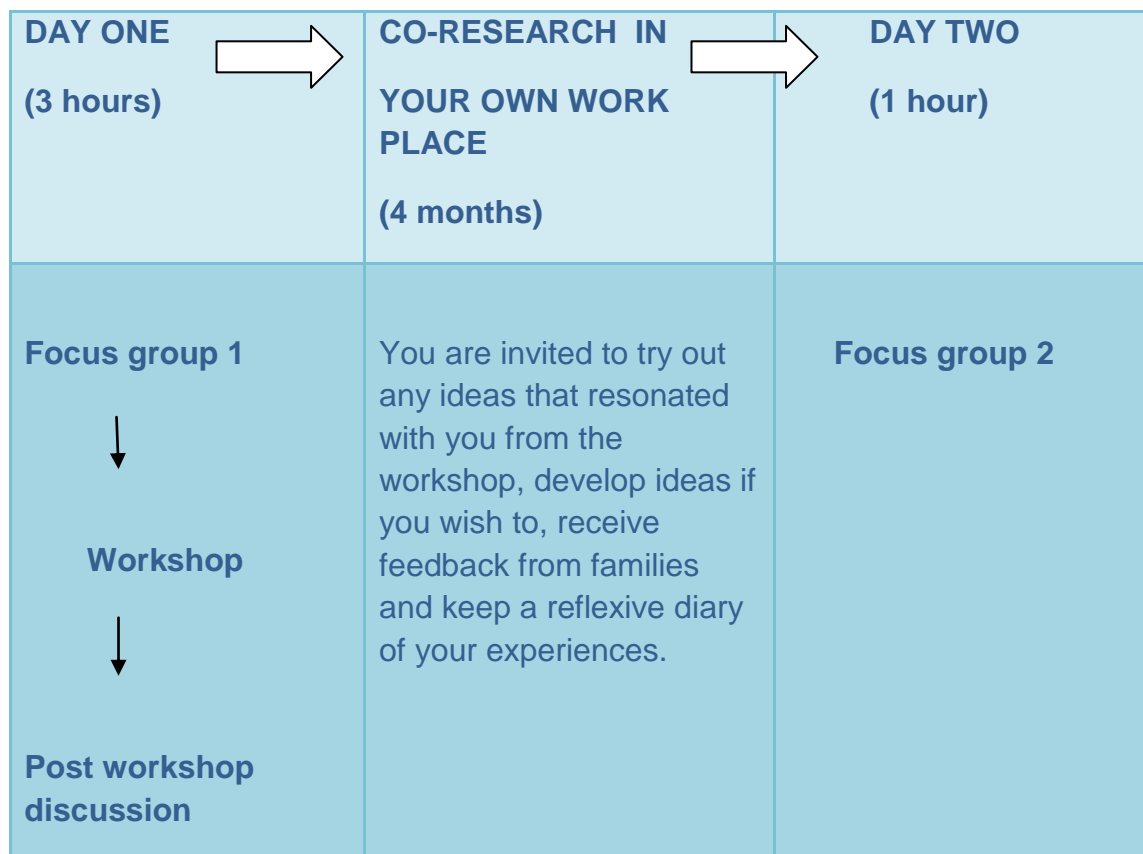 DAY ONE
(3 hours)
CO-RESEARCH IN
YOUR OWN WORK
PLACE
(4 months)
DAY TWO
(1 hour)
Focus group 1
Workshop
Post workshop
discussion
You are invited to try out
any ideas that resonated
with you from the
workshop, develop ideas if
you wish to, receive
feedback from families
and keep a reflexive diary
of your experiences.
Focus group 2